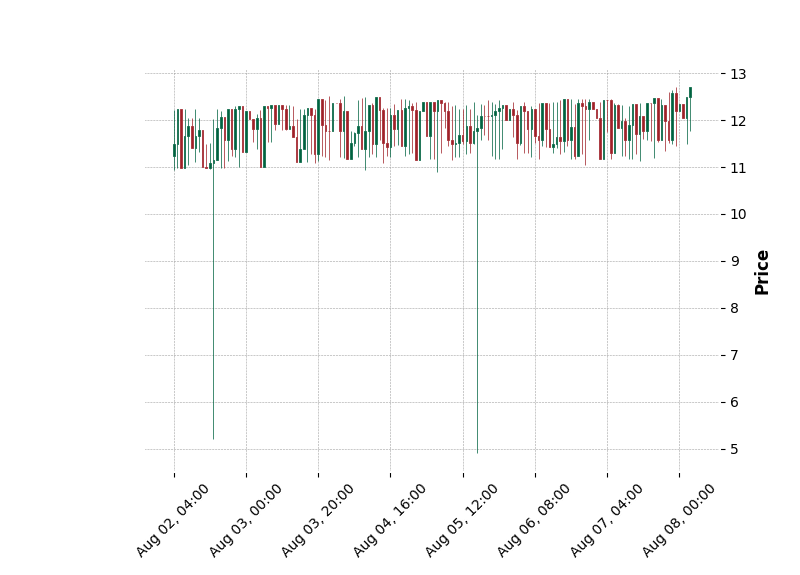 13
12
11
10
9
8
7
6
5
Price
Aug 02, 04:00
Aug 03, 00:00
Aug 03, 20:00
Aug 04, 16:00
Aug 05, 12:00
Aug 06, 08:00
Aug 07, 04:00
Aug 08, 00:00